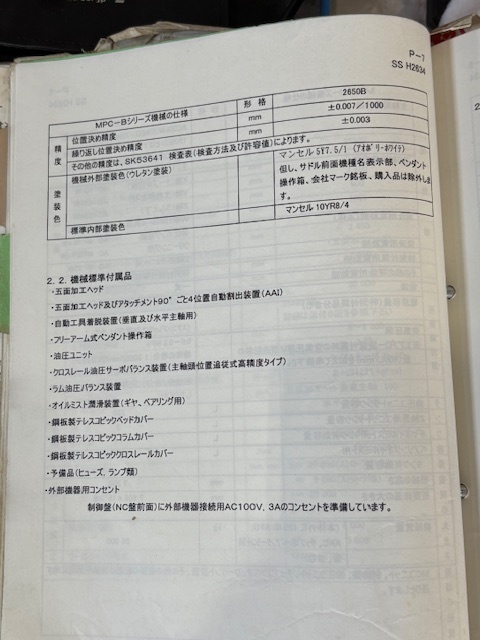 P-7
SS H2634
MPC-Bシリーズ機械の仕様 形格 2650B
精度 位置決め精度 mm ±0.007/1000
繰り返し位置決め精度 mm ±0.003
その他の精度は、SK53641 検査表(検査方法及び許容値)によります。
塗装色 機械外部塗装色(ウレタン塗装) マンセル 5Y7.5/1 (アオボリーホワイト)
但し、サドル前面機種名表示部、ペンダント
操作箱、会社マーク銘板、購入品は除外しま
す。
標準内部塗装色 マンセル 10YR8/4
2.2.機械標準付属品
・五面加工ヘッド
・五面加工ヘッド及びアタッチメント90°ごと4位置自動割出装置(AAI)
・自動工具着脱装置(垂直及び水平主軸用)
・フリーアーム式ペンダント操作箱
・油圧ユニット
・クロスレール油圧サーボバランス装置(主軸頭位置追従式高精度タイプ)
・ラム油圧バランス装置
・オイルミスト潤滑装置(ギヤ、ベアリング用)
・鋼板製テレスコピックベッドカバー
・鋼板製テレスコピックコラムカバー
・鋼板製テレスコピッククロスレールカバー
・予備品(ヒューズ、ランプ類)
・外部機器用コンセント
制御盤(NC盤前面)に外部機器接続用AC100V, 3Aのコンセントを準備しています。